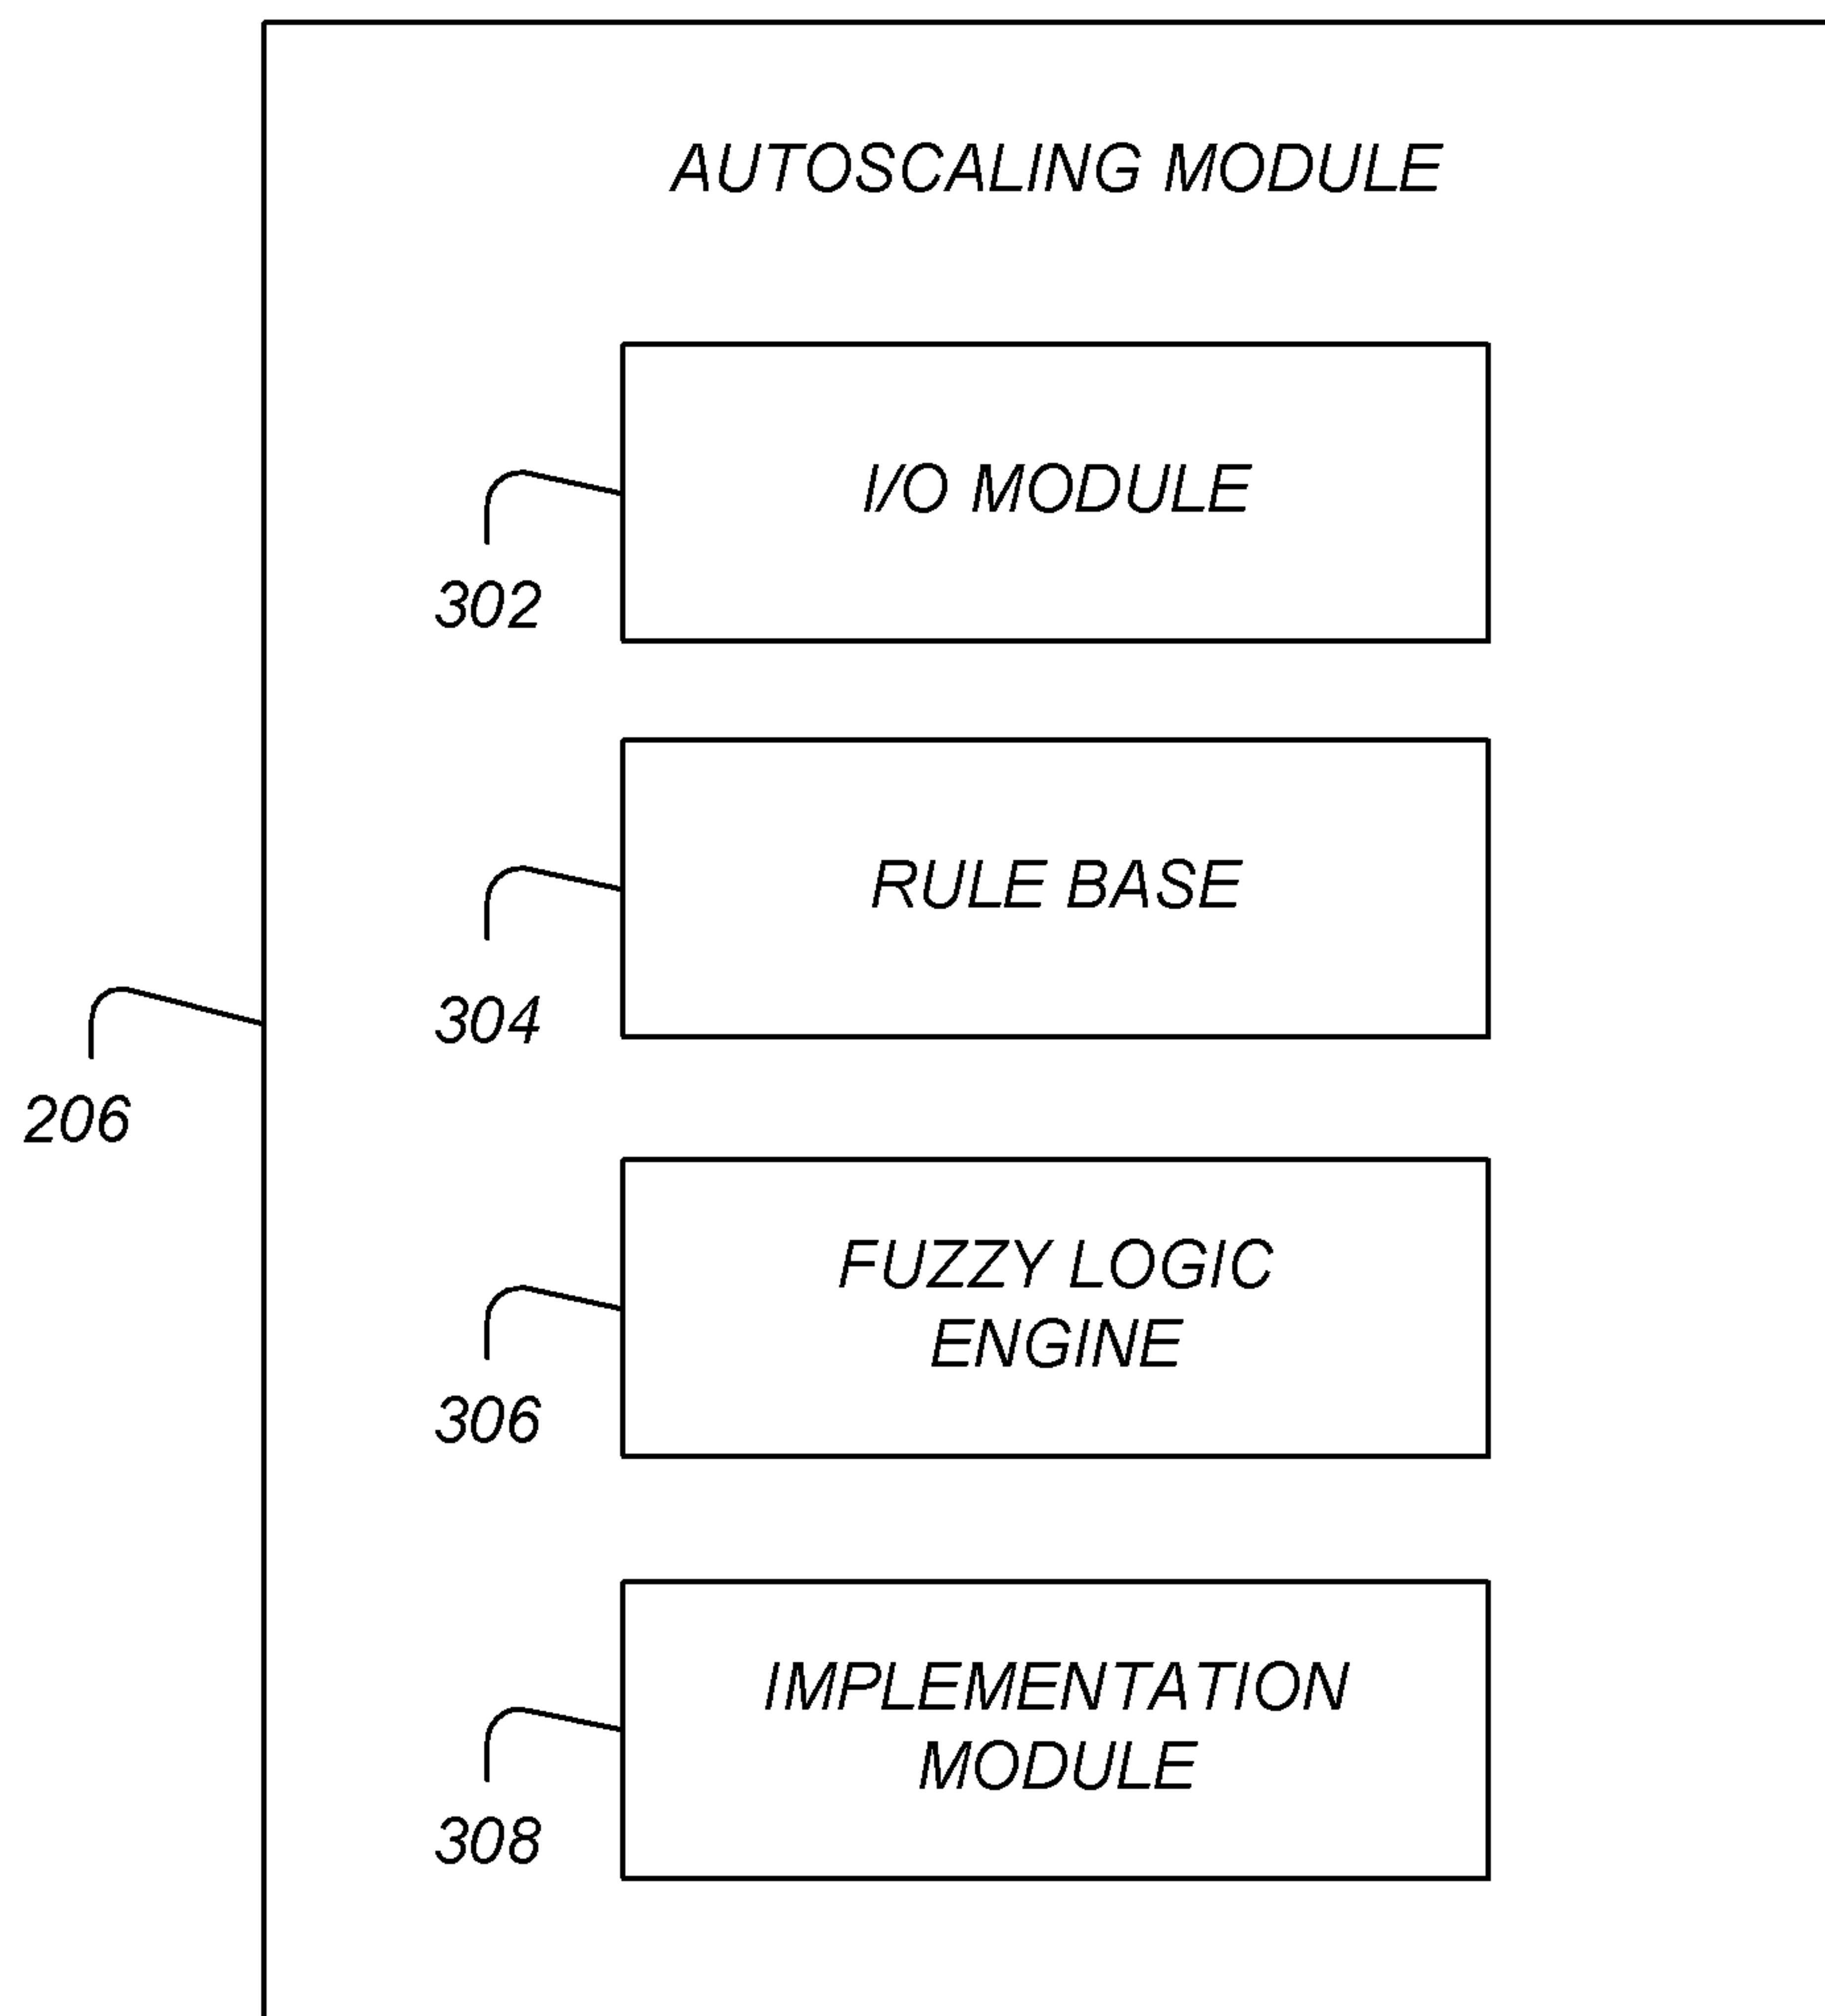 AUTOSCALING MODULE
I/O MODULE
302
RULE BASE
304
206
FUZZY LOGIC
ENGINE
306
IMPLEMENTATION
MODULE
308